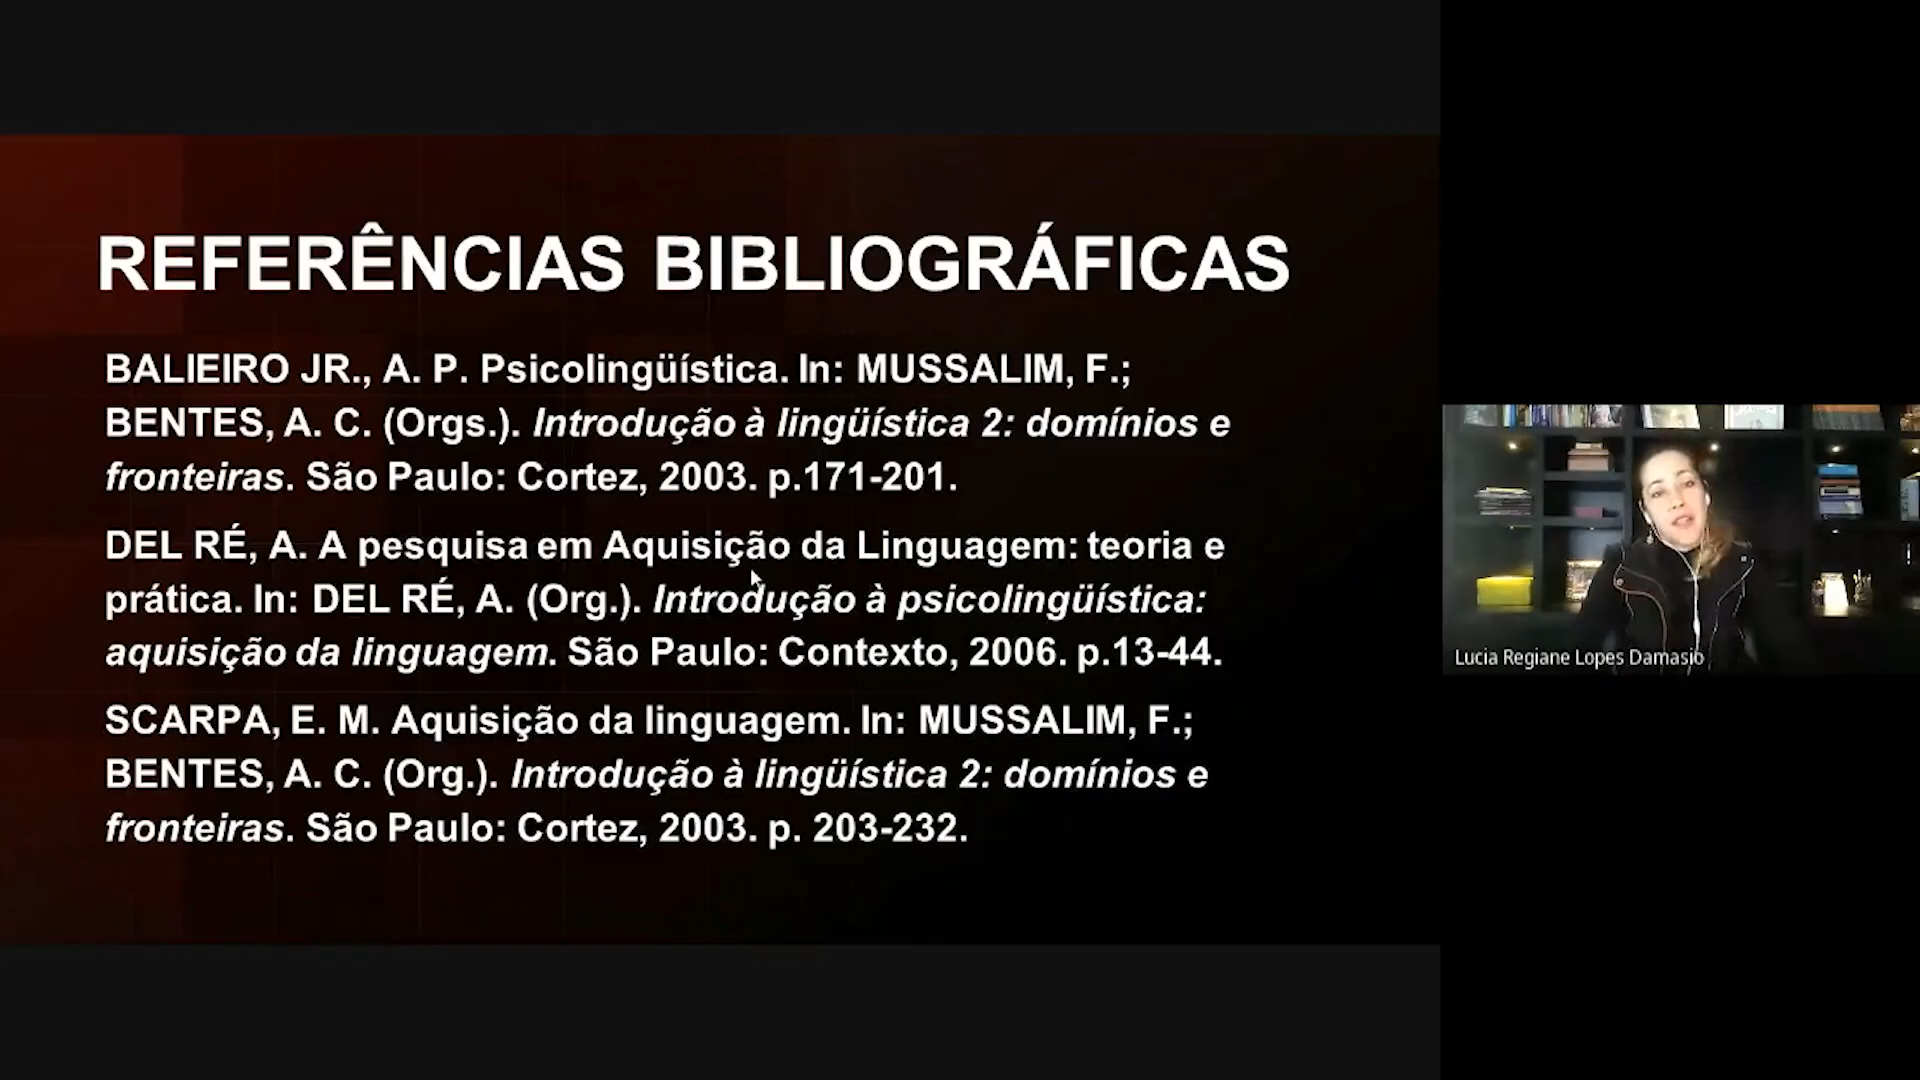 REFERÊNCIAS BIBLIOGRÁFICAS
BALIEIRO JR., A. P. Psicolingüística. In: MUSSALIM, F.;
BENTES, A. C. (Orgs.). Introdução à lingüística 2: domínios e
fronteiras. São Paulo: Cortez, 2003. p.171-201.
DEL RÉ, A. A pesquisa em Aquisição da Linguagem: teoria e
prática. In: DEL RÉ, A. (Org.). Introdução à psicolingüística:
aquisição da linguagem. São Paulo: Contexto, 2006. p.13-44.
SCARPA, E. M. Aquisição da linguagem. In: MUSSALIM, F.;
BENTES, A. C. (Org.). Introdução à lingüística 2: domínios e
fronteiras. São Paulo: Cortez, 2003. p. 203-232.
Lucia Regiane Lopes Damasio